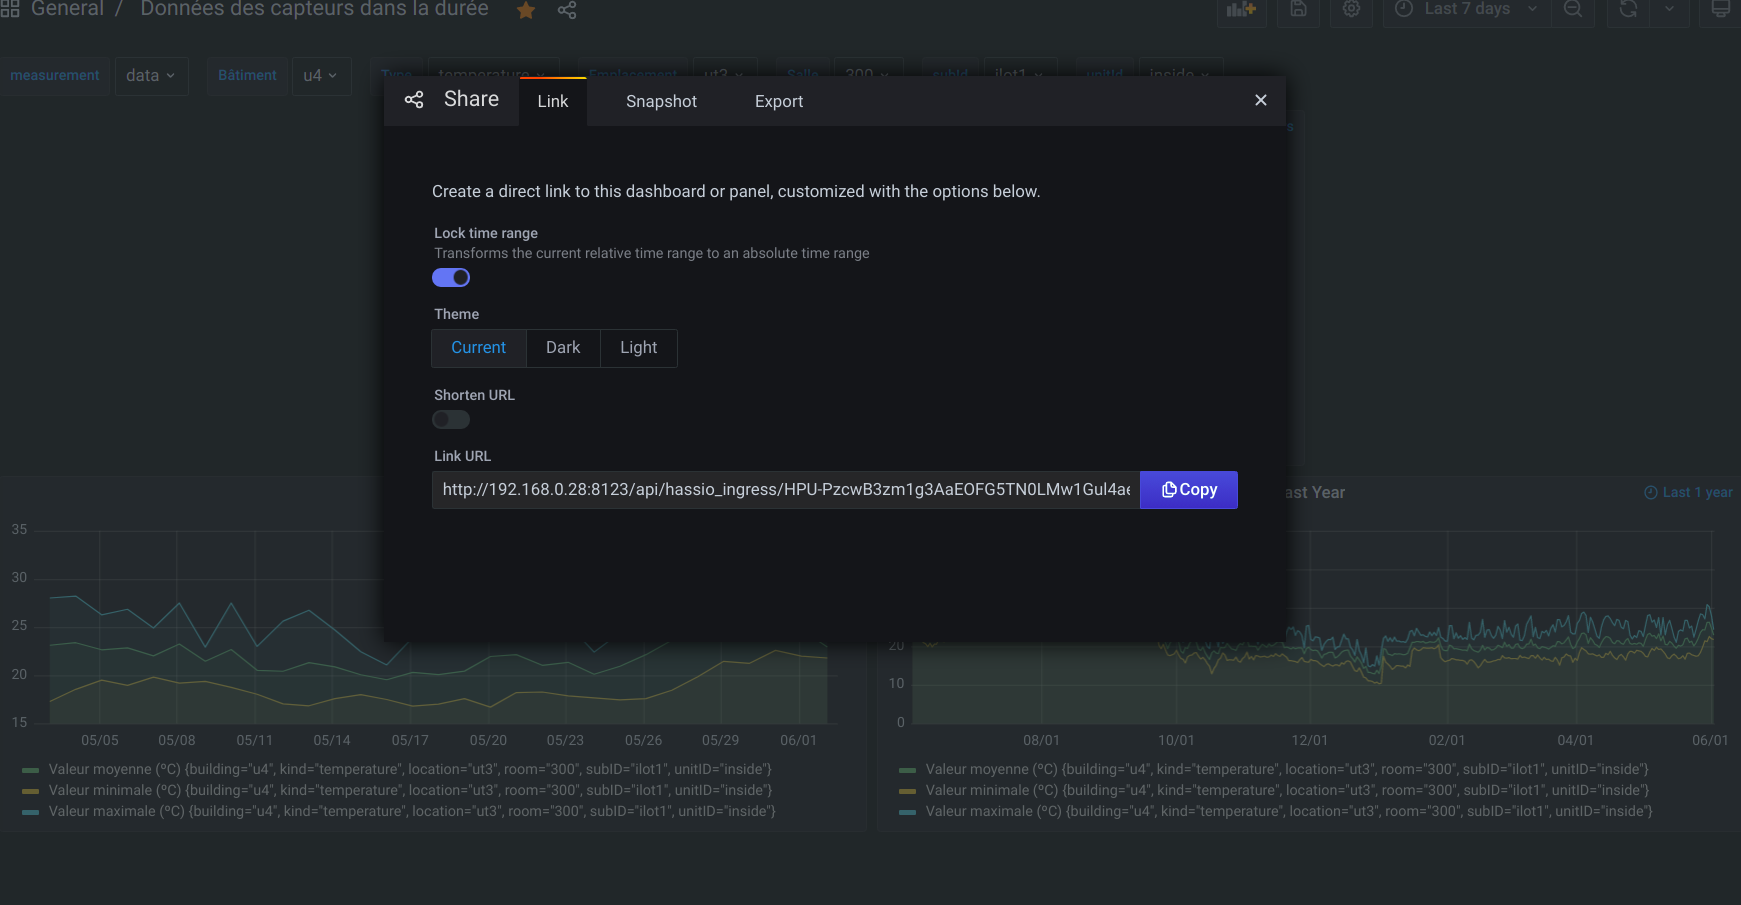 General / Données des capteurs dans la durée
Last 7 days
measurement data Bâtiment u4 Type temperature Emplacement ut3 Salle 300 subId ilot1 unitId inside
Share Link Snapshot Export
s
Create a direct link to this dashboard or panel, customized with the options below.
Lock time range
Transforms the current relative time range to an absolute time range
Theme
Current Dark Light
Shorten URL
Link URL
http://192.168.0.28:8123/api/hassio_ingress/HPU-PzcwB3zm1g3AaEOFG5TN0LMw1Gul4ae Copy
ast Year Last 1 year
35
30
25
20
15
05/05 05/08 05/11 05/14 05/17 05/20 05/23 05/26 05/29 06/01
Valeur moyenne (ºC) {building="u4", kind="temperature", location="ut3", room="300", subID="ilot1", unitID="inside"}
Valeur minimale (ºC) {building="u4", kind="temperature", location="ut3", room="300", subID="ilot1", unitID="inside"}
Valeur maximale (ºC) {building="u4", kind="temperature", location="ut3", room="300", subID="ilot1", unitID="inside"}
20
10
0
08/01 10/01 12/01 02/01 04/01 06/01
Valeur moyenne (ºC) {building="u4", kind="temperature", location="ut3", room="300", subID="ilot1", unitID="inside"}
Valeur minimale (ºC) {building="u4", kind="temperature", location="ut3", room="300", subID="ilot1", unitID="inside"}
Valeur maximale (ºC) {building="u4", kind="temperature", location="ut3", room="300", subID="ilot1", unitID="inside"}